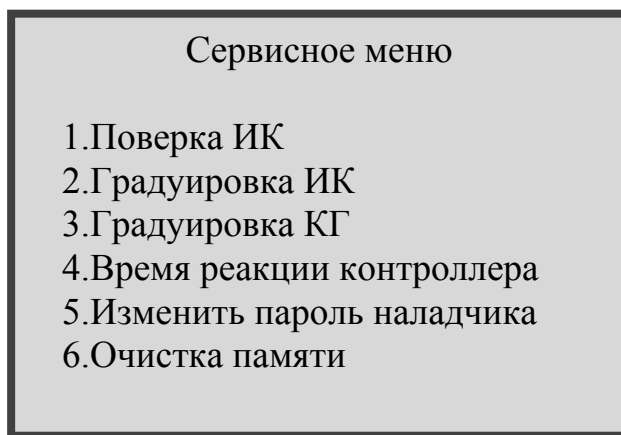 Сервисное меню
1.Поверка ИК
2.Градуировка ИК
3.Градуировка КГ
4.Время реакции контроллера
5.Изменить пароль наладчика
6.Очистка памяти